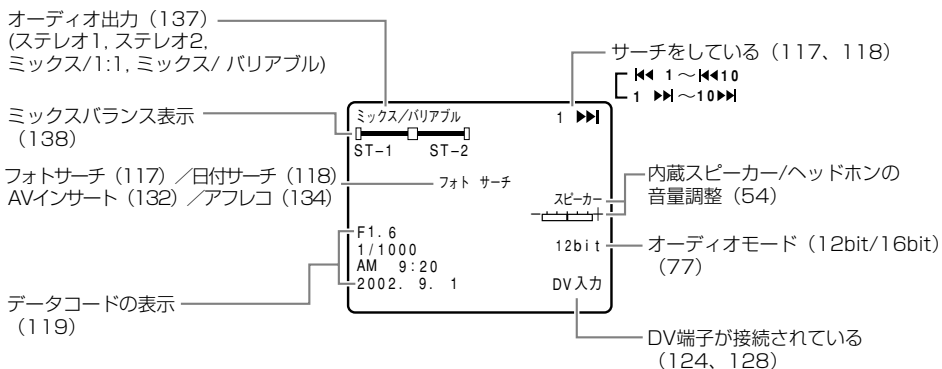 オーディオ出力（137）
(ステレオ1, ステレオ2,
ミックス/1:1, ミックス/ バリアブル)
サーチをしている（117、118）
⏮ 1～⏮10
1 ⏭～10⏭
ミックスバランス表示
（138）
ミックス／バリアブル
1 ⏭
ST-1 ST-2
フォトサーチ（117）／日付サーチ（118）
AVインサート（132）／アフレコ（134）
フォト サーチ
内蔵スピーカー/ヘッドホンの
音量調整（54）
スピーカー
- +
F1.6
1/1000
AM 9:20
2002. 9. 1
12bit
DV入力
オーディオモード（12bit/16bit）
（77）
データコードの表示
（119）
DV端子が接続されている
（124、128）